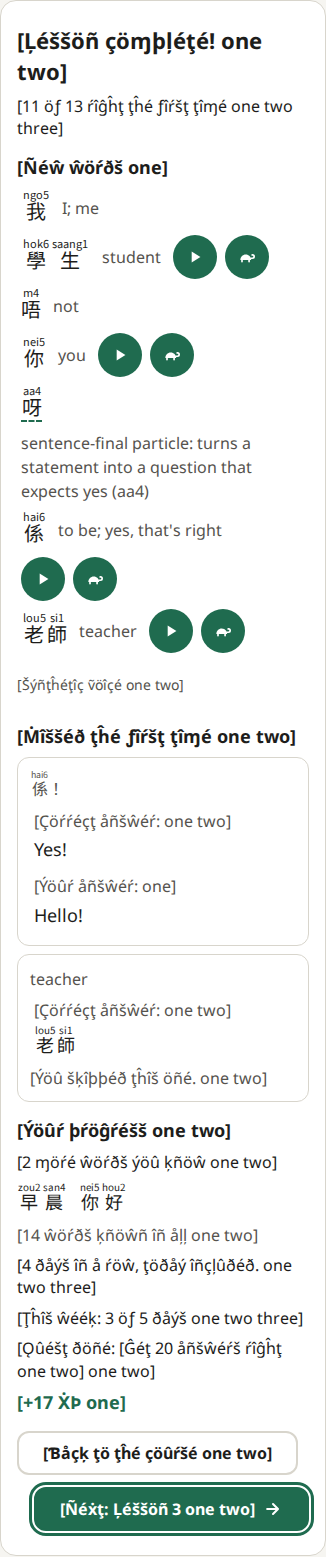 [Ļéššöñ çöɱþļéţé! one
two]
[11 öƒ 13 ŕîĝĥţ ţĥé ƒîŕšţ ţîɱé one two
three]
[Ñéŵ ŵöŕðš one]
ngo5
我 I; me
hok6 saang1
學 生 student
m4
唔 not
nei5
你 you
aa4
呀
sentence-final particle: turns a
statement into a question that
expects yes (aa4)
hai6
係 to be; yes, that's right
lou5 si1
老師 teacher
[Šýñţĥéţîç ṽöîçé one two]
[Ṁîššéð ţĥé ƒîŕšţ ţîɱé one two]
hai6
係！
[Çöŕŕéçţ åñšŵéŕ: one two]
Yes!
[Ýöûŕ åñšŵéŕ: one]
Hello!
teacher
[Çöŕŕéçţ åñšŵéŕ: one two]
lou5 si1
老師
[Ýöû šķîþþéð ţĥîš öñé. one two]
[Ýöûŕ þŕöĝŕéšš one two]
[2 ɱöŕé ŵöŕðš ýöû ķñöŵ one two]
zou2 san4 nei5 hou2
早 晨 你 好
[14 ŵöŕðš ķñöŵñ îñ åļļ one two]
[4 ðåýš îñ å ŕöŵ, ţöðåý îñçļûðéð. one
two three]
[Ţĥîš ŵééķ: 3 öƒ 5 ðåýš one two three]
[Ǫûéšţ ðöñé: [Ĝéţ 20 åñšŵéŕš ŕîĝĥţ
one two] one two]
[+17 ẊÞ one]
[Ɓåçķ ţö ţĥé çöûŕšé one two]
[Ñéẋţ: Ļéššöñ 3 one two] →